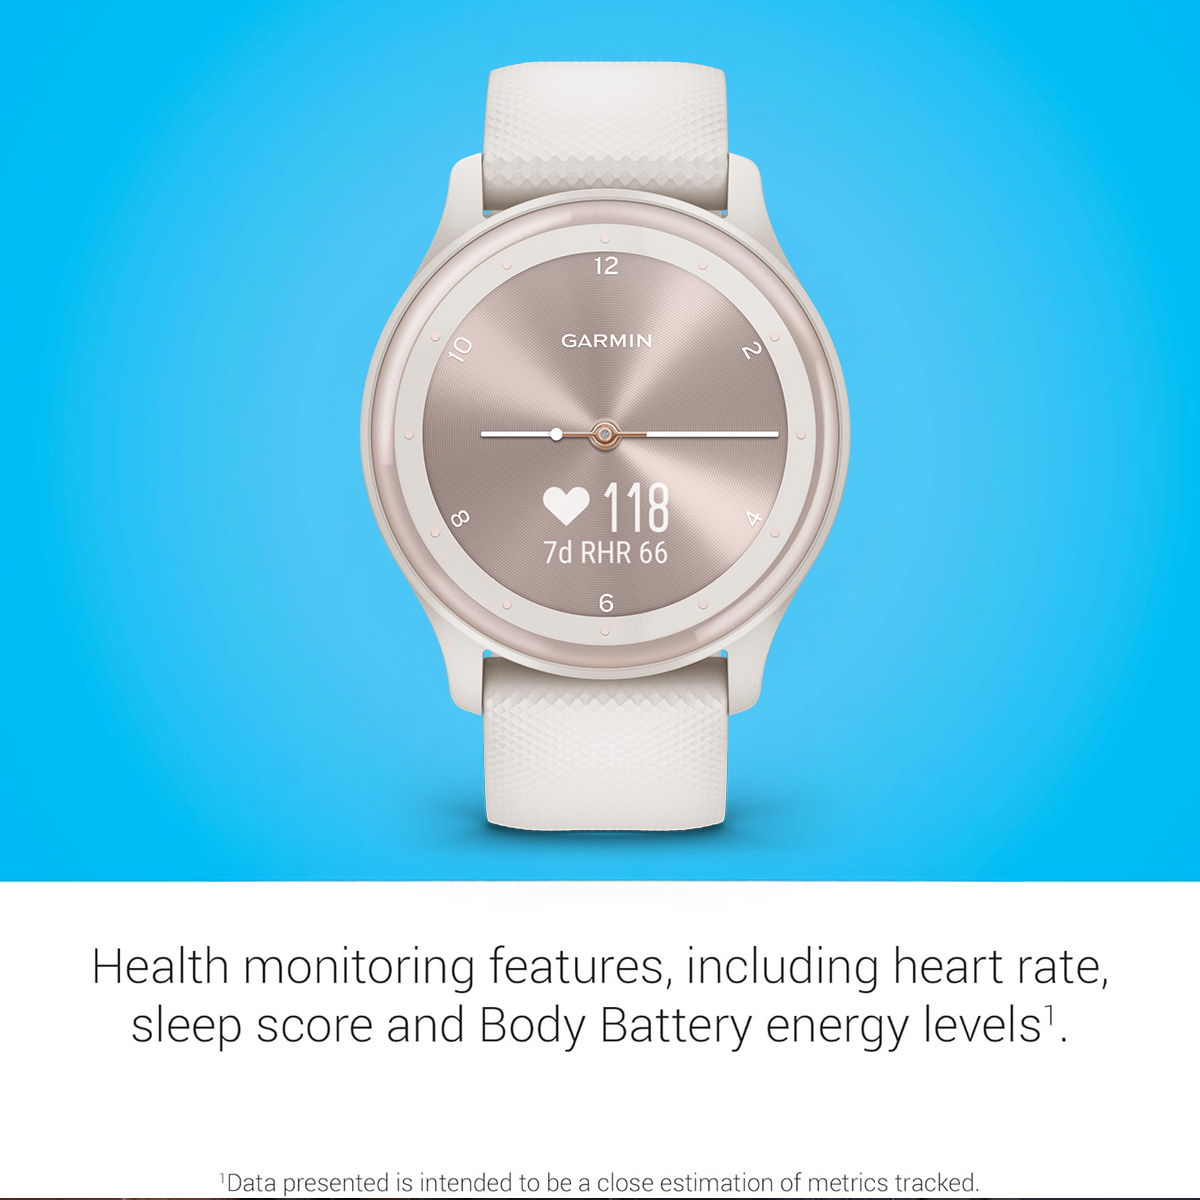 12
GARMIN
10
2
118
7d RHR 66
8
4
6
Health monitoring features, including heart rate,
sleep score and Body Battery energy levels¹.
¹Data presented is intended to be a close estimation of metrics tracked.